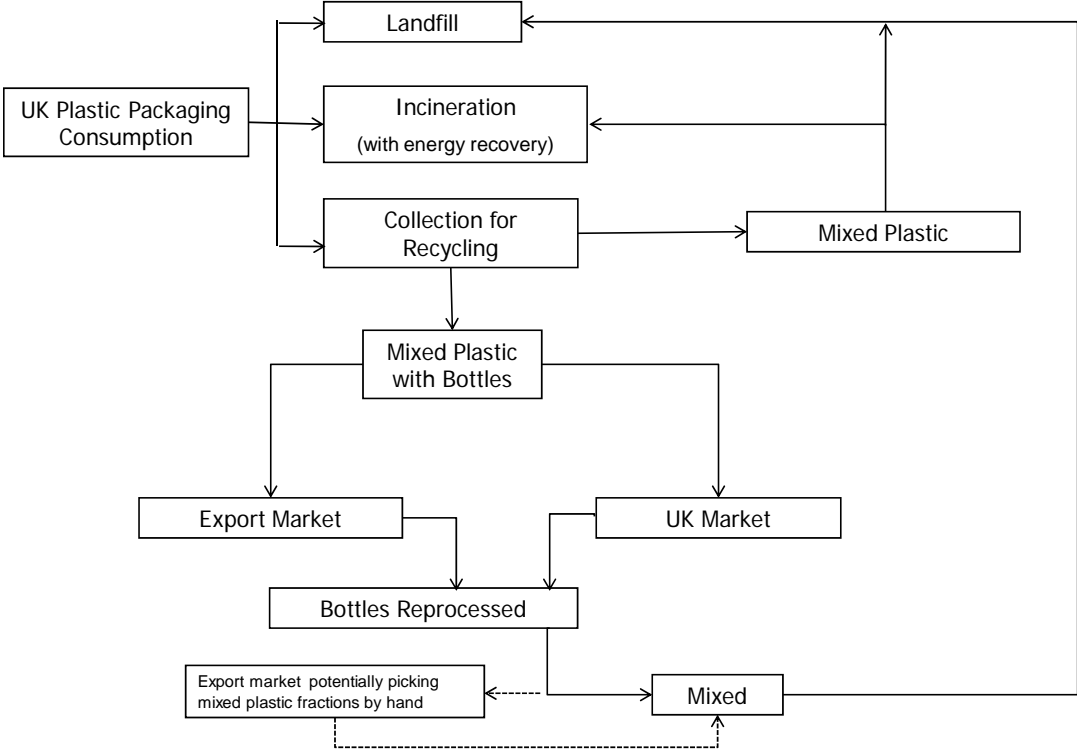 Landfill
UK Plastic Packaging
Consumption
Incineration
(with energy recovery)
Collection for
Recycling
Mixed Plastic
Mixed Plastic
with Bottles
Export Market
UK Market
Bottles Reprocessed
Export market potentially picking
mixed plastic fractions by hand
Mixed